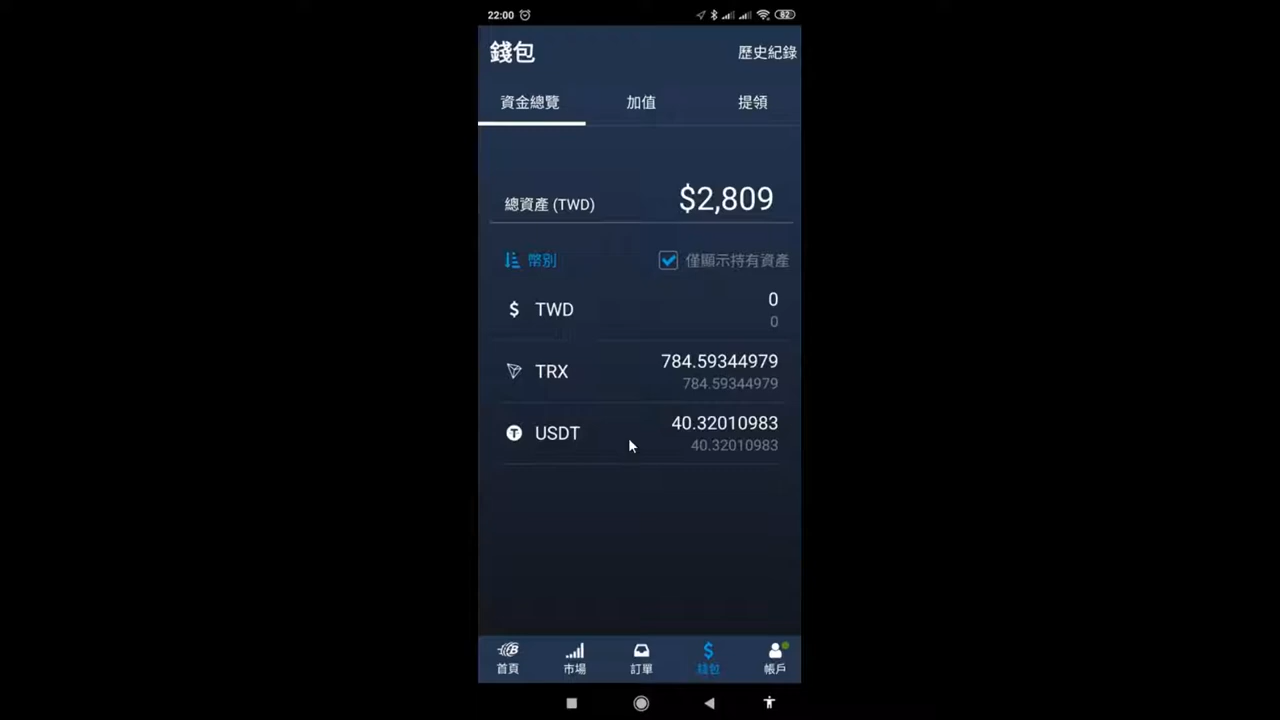 22:00 82
錢包 歷史紀錄
資金總覽 加值 提領
總資產 (TWD) $2,809
幣別 僅顯示持有資產
$ TWD 0
0
TRX 784.59344979
784.59344979
USDT 40.32010983
40.32010983
首頁 市場 訂單 錢包 帳戶